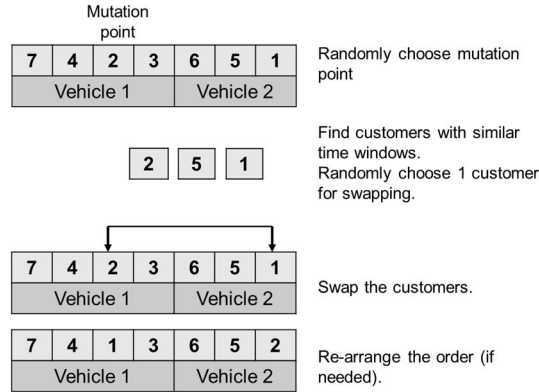 Mutation
point
7 4 2 3 6 5 1
Vehicle 1 Vehicle 2
Randomly choose mutation
point
2 5 1
Find customers with similar
time windows.
Randomly choose 1 customer
for swapping.
7 4 2 3 6 5 1
Vehicle 1 Vehicle 2
Swap the customers.
7 4 1 3 6 5 2
Vehicle 1 Vehicle 2
Re-arrange the order (if
needed).